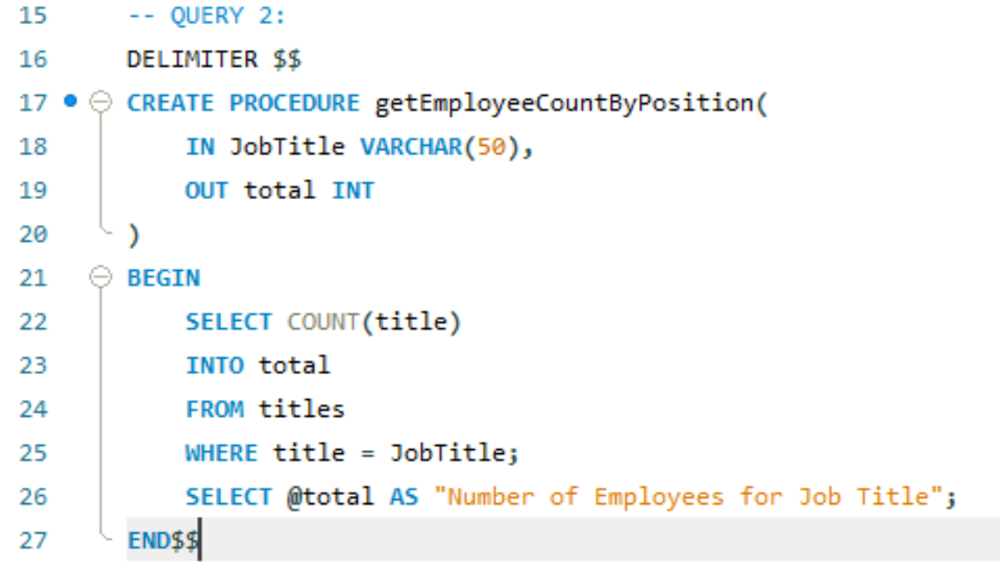 15 -- QUERY 2:
16 DELIMITER $$
17 CREATE PROCEDURE getEmployeeCountByPosition(
18 IN JobTitle VARCHAR(50),
19 OUT total INT
20 )
21 BEGIN
22 SELECT COUNT(title)
23 INTO total
24 FROM titles
25 WHERE title = JobTitle;
26 SELECT @total AS "Number of Employees for Job Title";
27 END$$